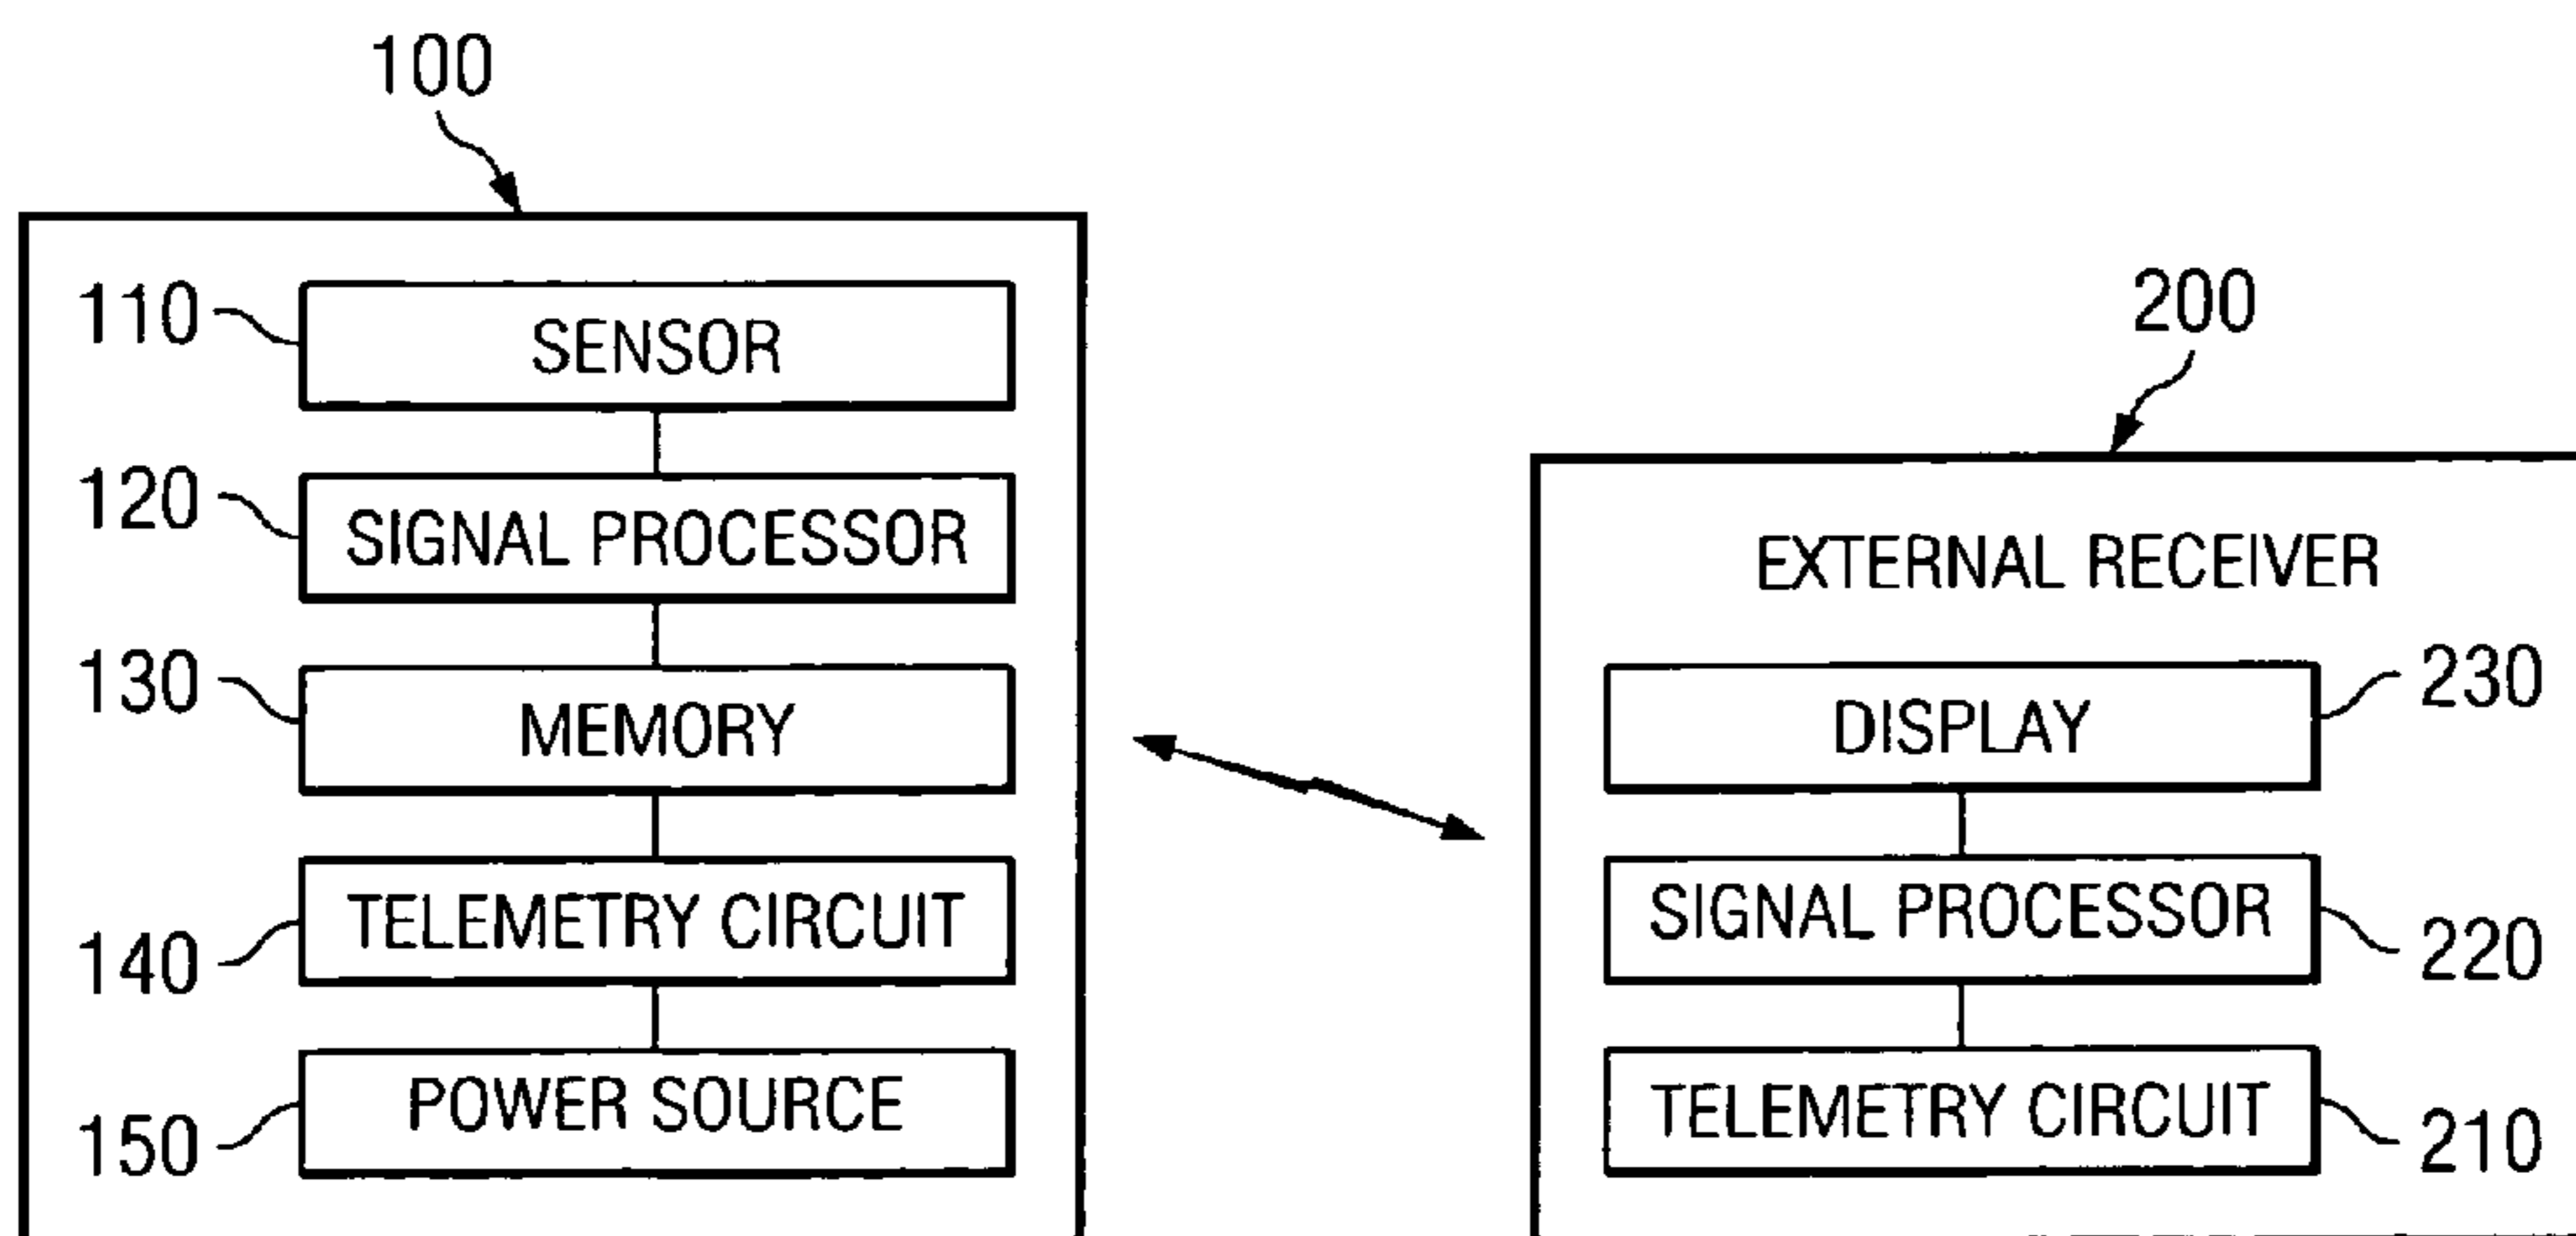 100
110
SENSOR
120
SIGNAL PROCESSOR
130
MEMORY
140
TELEMETRY CIRCUIT
150
POWER SOURCE
200
EXTERNAL RECEIVER
DISPLAY
230
SIGNAL PROCESSOR
220
TELEMETRY CIRCUIT
210